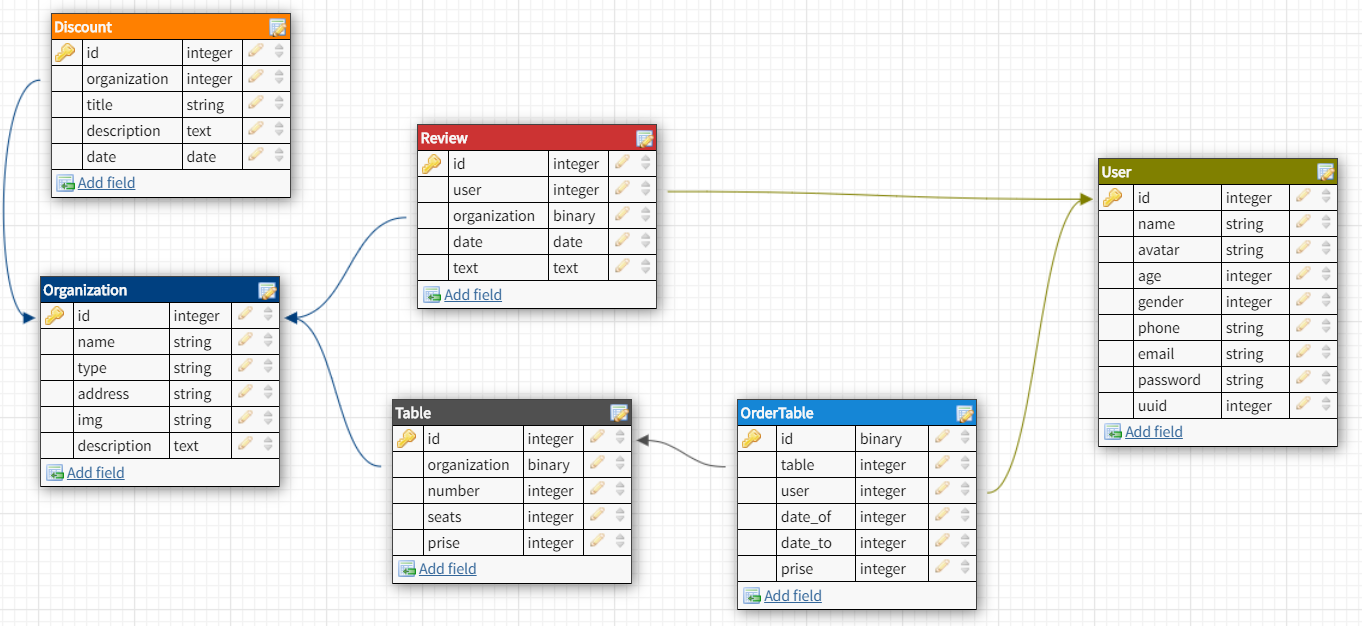 Discount
id integer
organization integer
title string
description text
date date
Add field
Review
id integer
user integer
organization binary
date date
text text
Add field
User
id integer
name string
avatar string
age integer
gender integer
phone string
email string
password string
uuid integer
Add field
Organization
id integer
name string
type string
address string
img string
description text
Add field
Table
id integer
organization binary
number integer
seats integer
prise integer
Add field
OrderTable
id binary
table integer
user integer
date_of integer
date_to integer
prise integer
Add field